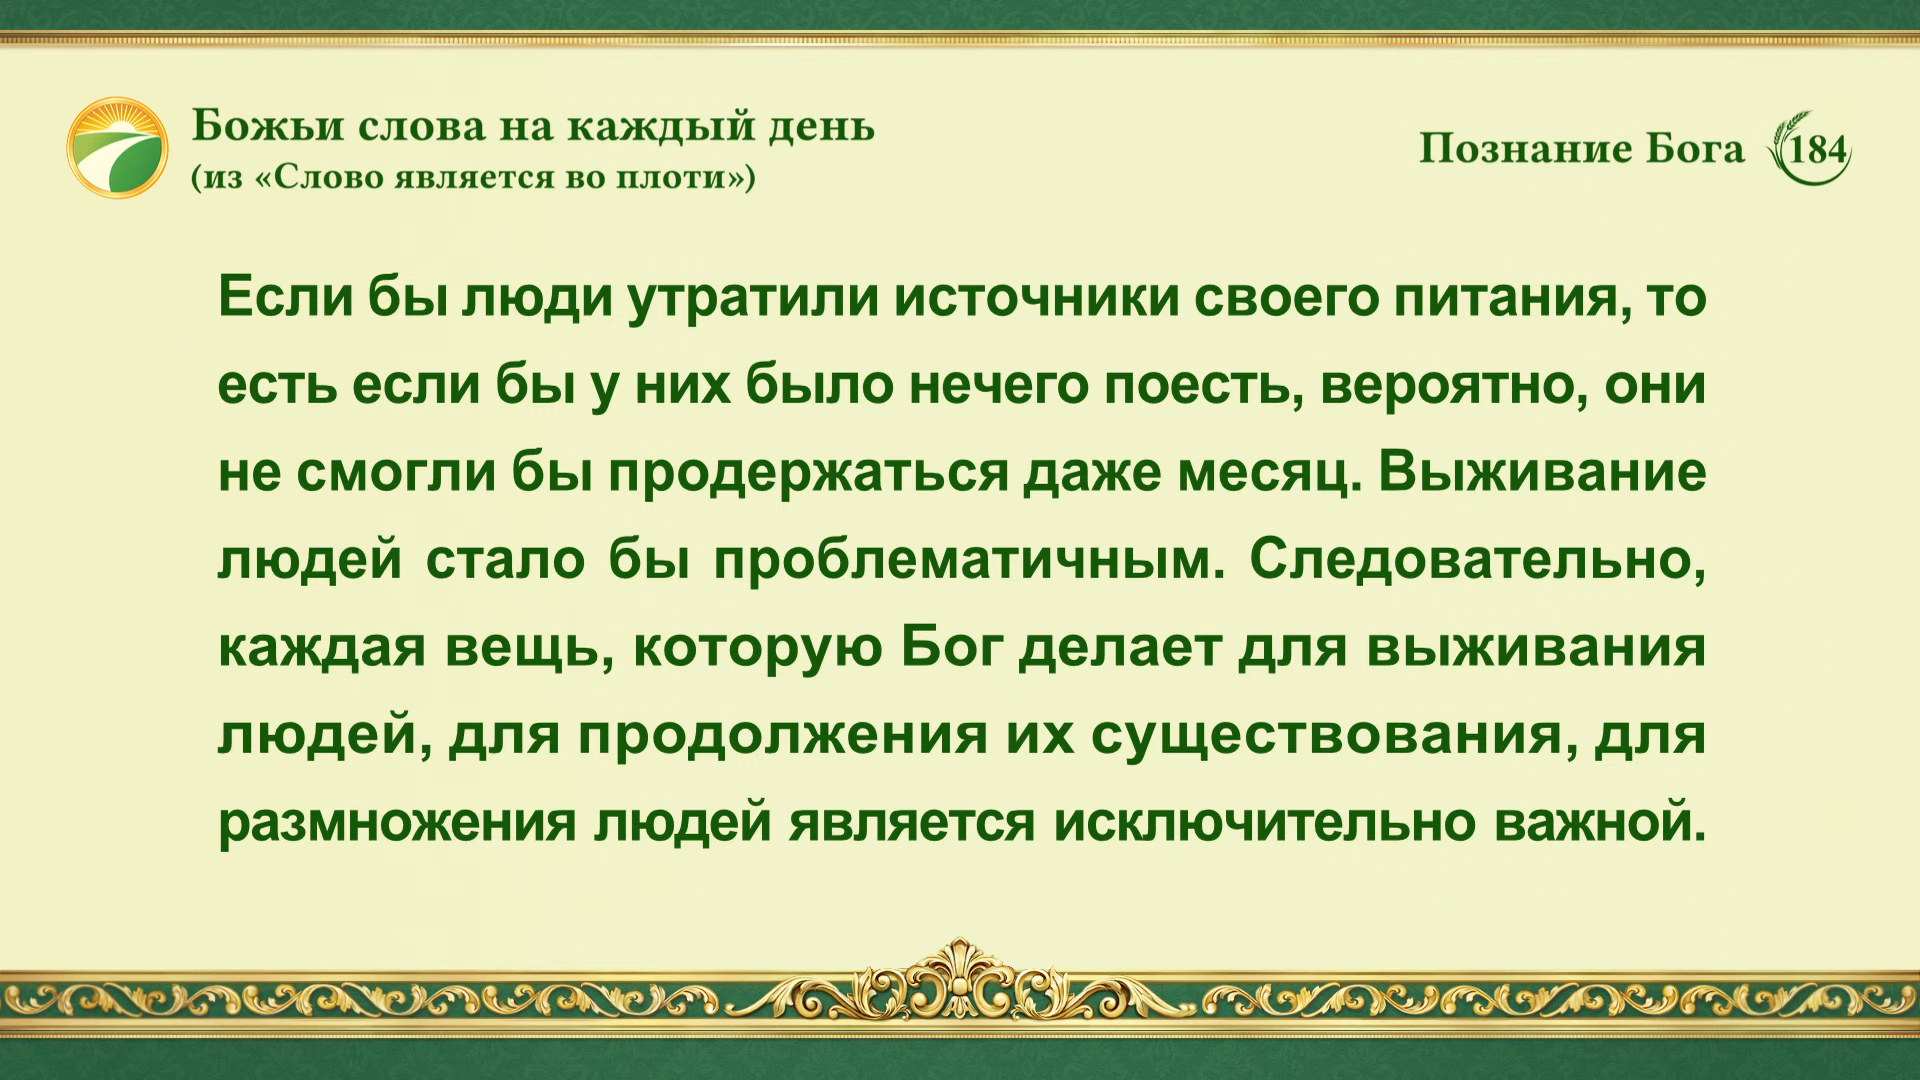 Божьи слова на каждый день
(из «Слово является во плоти»)
Познание Бога 184
Если бы люди утратили источники своего питания, то
есть если бы у них было нечего поесть, вероятно, они
не смогли бы продержаться даже месяц. Выживание
людей стало бы проблематичным. Следовательно,
каждая вещь, которую Бог делает для выживания
людей, для продолжения их существования, для
размножения людей является исключительно важной.